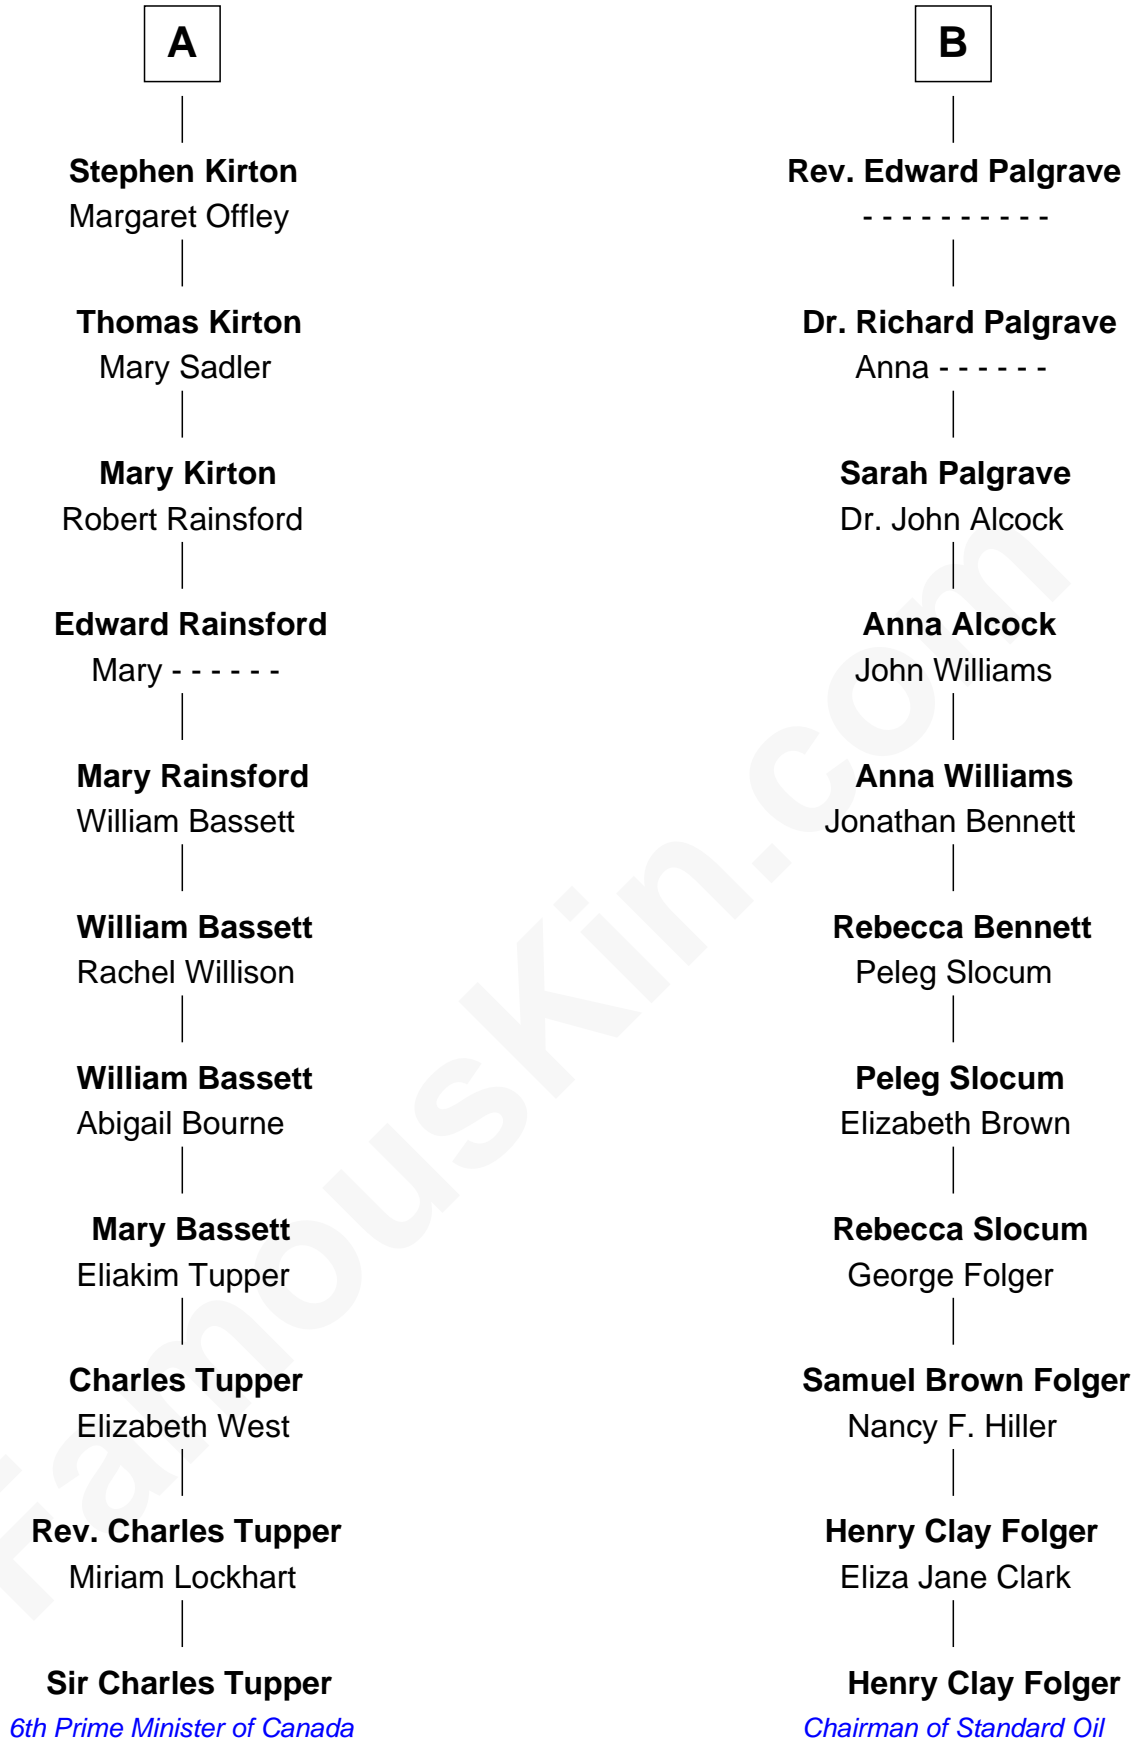 A
Stephen Kirton
Margaret Offley
Thomas Kirton
Mary Sadler
Mary Kirton
Robert Rainsford
Edward Rainsford
Mary - - - - - -
Mary Rainsford
William Bassett
William Bassett
Rachel Willison
William Bassett
Abigail Bourne
Mary Bassett
Eliakim Tupper
Charles Tupper
Elizabeth West
Rev. Charles Tupper
Miriam Lockhart
Sir Charles Tupper
6th Prime Minister of Canada
B
Rev. Edward Palgrave
- - - - - - - - - -
Dr. Richard Palgrave
Anna - - - - - -
Sarah Palgrave
Dr. John Alcock
Anna Alcock
John Williams
Anna Williams
Jonathan Bennett
Rebecca Bennett
Peleg Slocum
Peleg Slocum
Elizabeth Brown
Rebecca Slocum
George Folger
Samuel Brown Folger
Nancy F. Hiller
Henry Clay Folger
Eliza Jane Clark
Henry Clay Folger
Chairman of Standard Oil
FamousKin.com